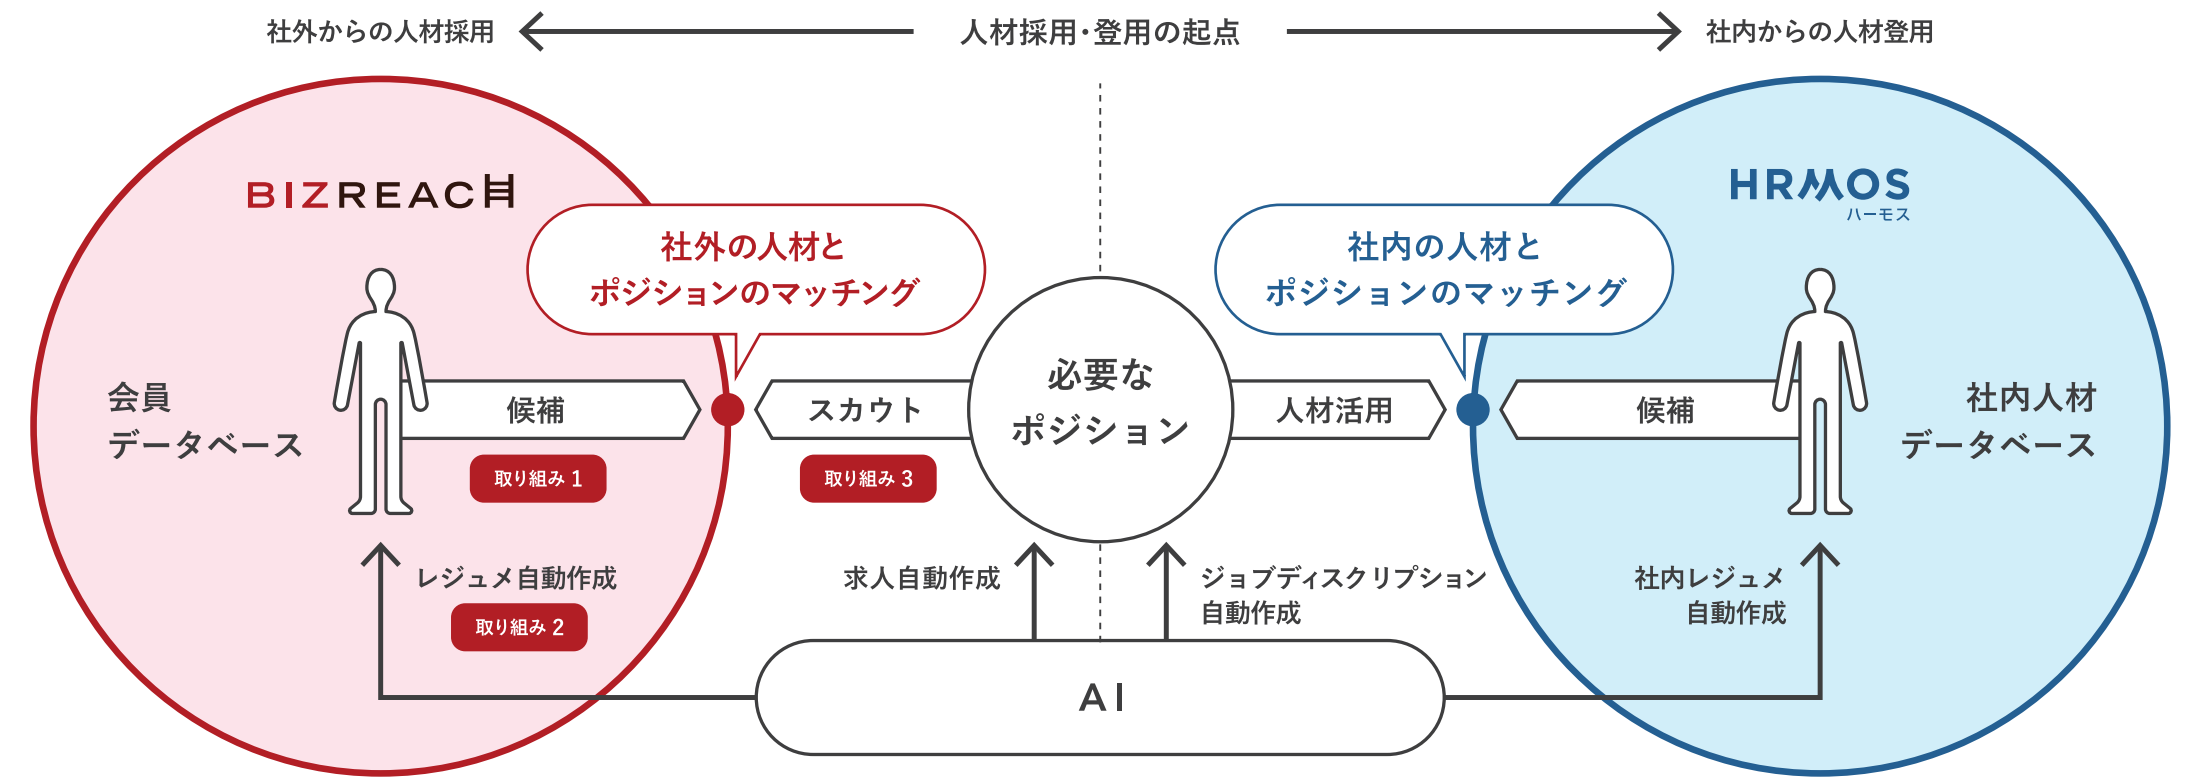 社外からの人材採用
人材採用・登用の起点
社内からの人材登用
BIZREACH
HRMOS
ハーモス
社外の人材と
ポジションのマッチング
社内の人材と
ポジションのマッチング
会員
データベース
候補
取り組み 1
スカウト
取り組み 3
必要な
ポジション
人材活用
候補
社内人材
データベース
レジュメ自動作成
取り組み 2
求人自動作成
ジョブディスクリプション
自動作成
社内レジュメ
自動作成
AI